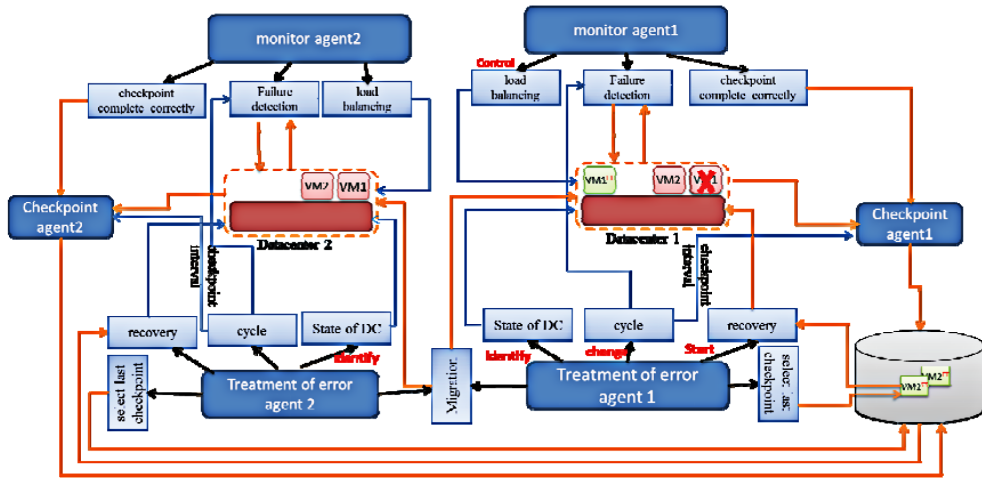 monitor agent2
monitor agent1
Control
checkpoint
complete correctly
Failure
detection
load
balancing
load
balancing
Failure
detection
checkpoint
complete correctly
VM2
VM1
VM1
VM2
VM1
Checkpoint
agent2
Datacenter 2
Datacenter 1
Checkpoint
agent1
checkpoint
interval
checkpoint
interval
recovery
cycle
State of DC
Identify
State of DC
cycle
recovery
Identify
change
Start
select last
checkpoint
Treatment of error
agent 2
Migration
Treatment of error
agent 1
checkpoint
VM2
VM2